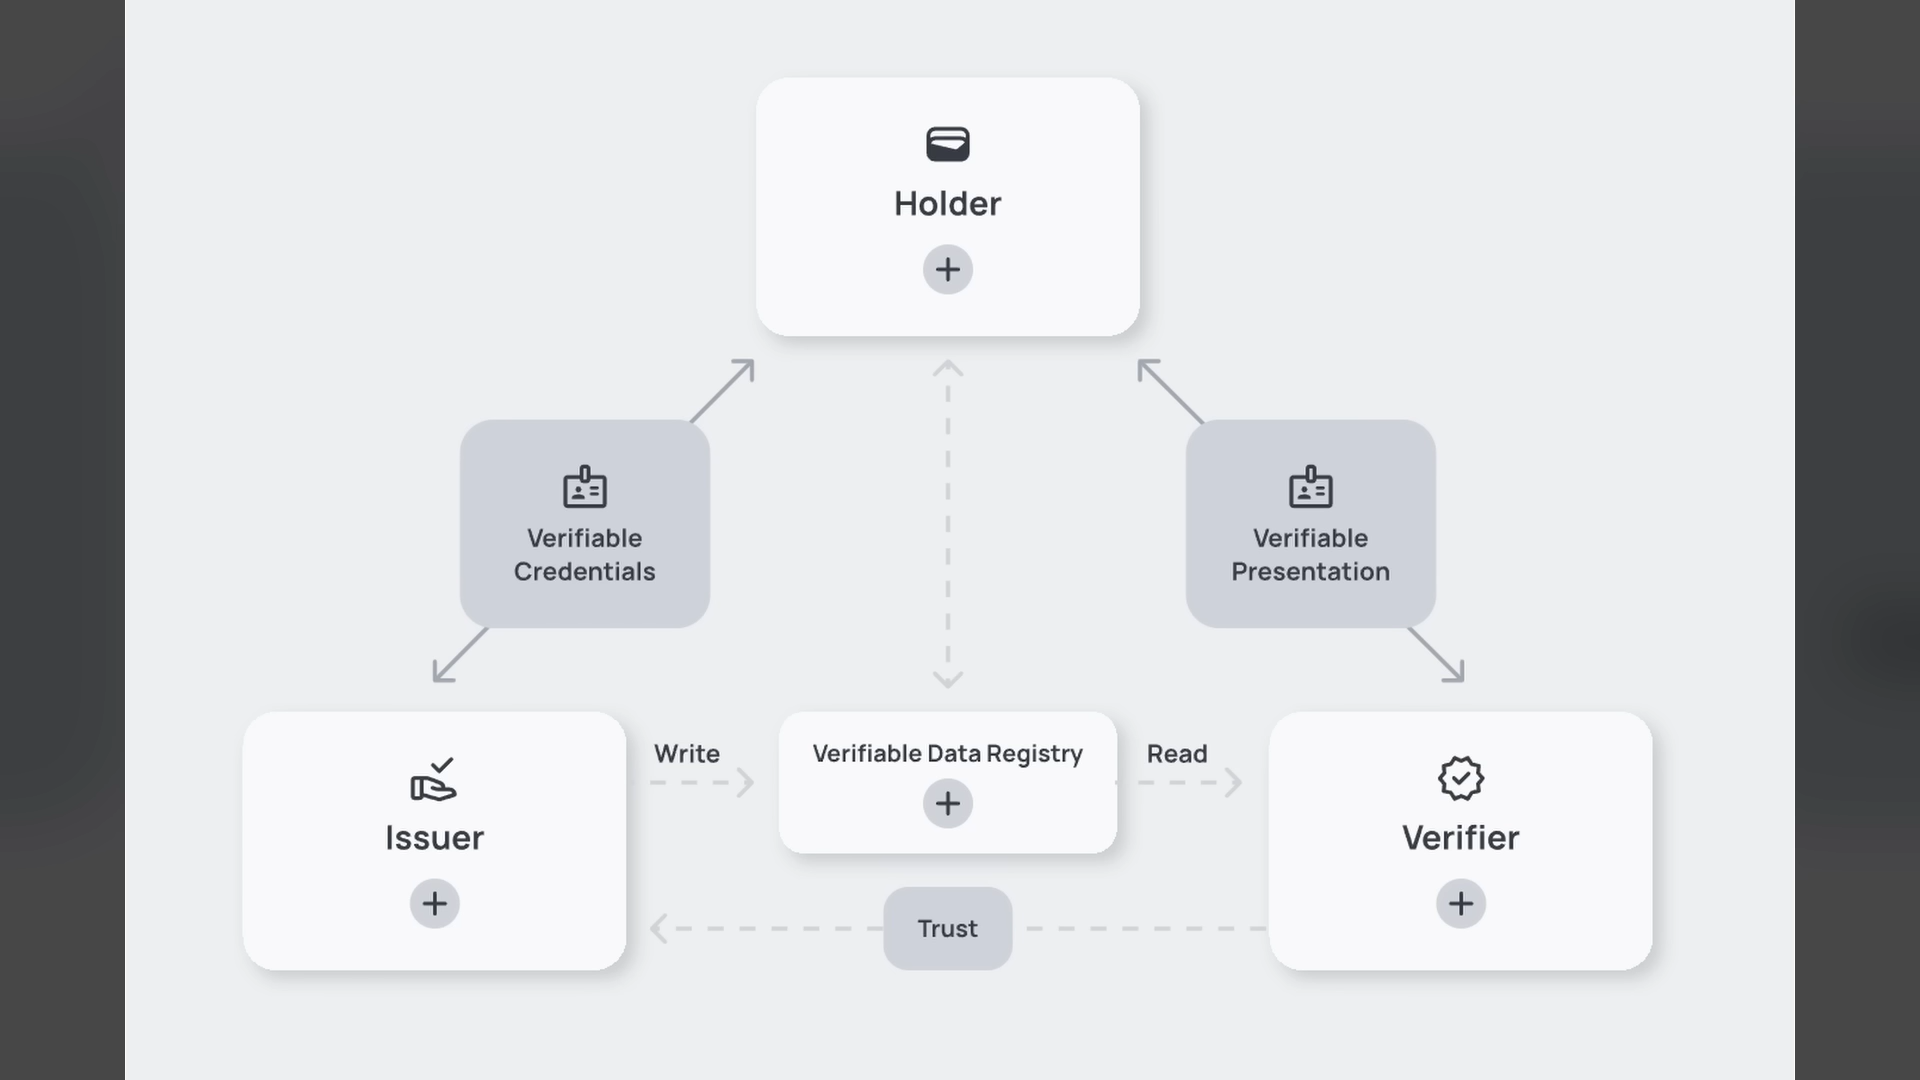 Holder
Verifiable
Credentials
Verifiable
Presentation
Write
Verifiable Data Registry
Read
Issuer
Verifier
Trust